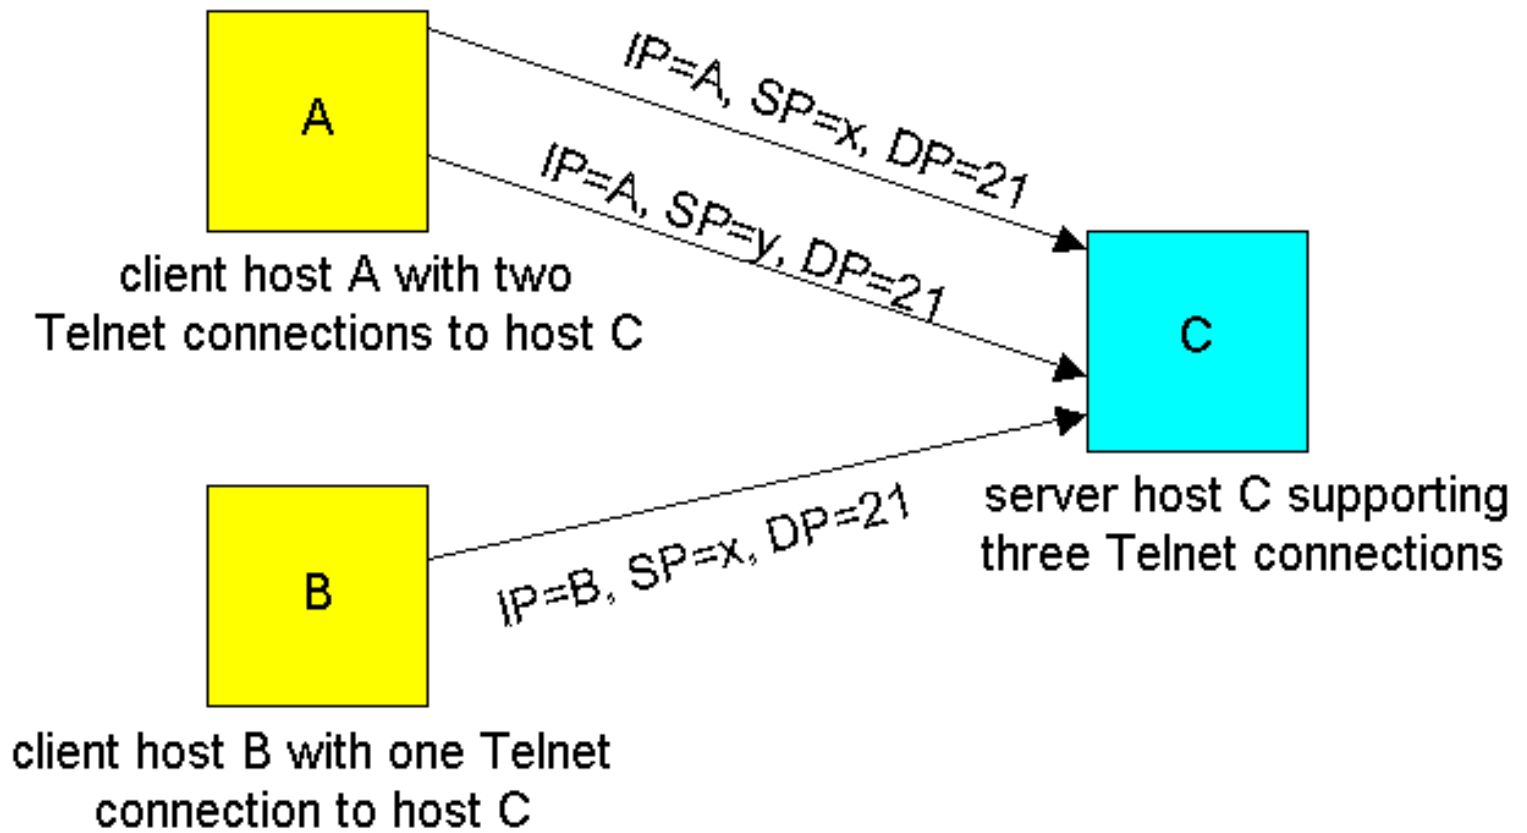 A
IP=A, SP=x, DP=21
IP=A, SP=y, DP=21
client host A with two
Telnet connections to host C
C
server host C supporting
three Telnet connections
B
IP=B, SP=x, DP=21
client host B with one Telnet
connection to host C